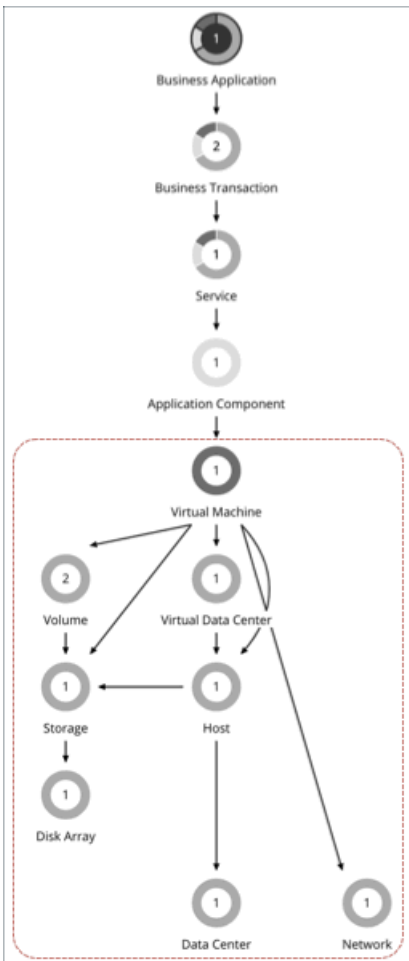 1
Business Application
2
Business Transaction
1
Service
1
Application Component
1
Virtual Machine
2
1
Volume
Virtual Data Center
1
1
Storage
Host
1
Disk Array
1
1
Data Center
Network